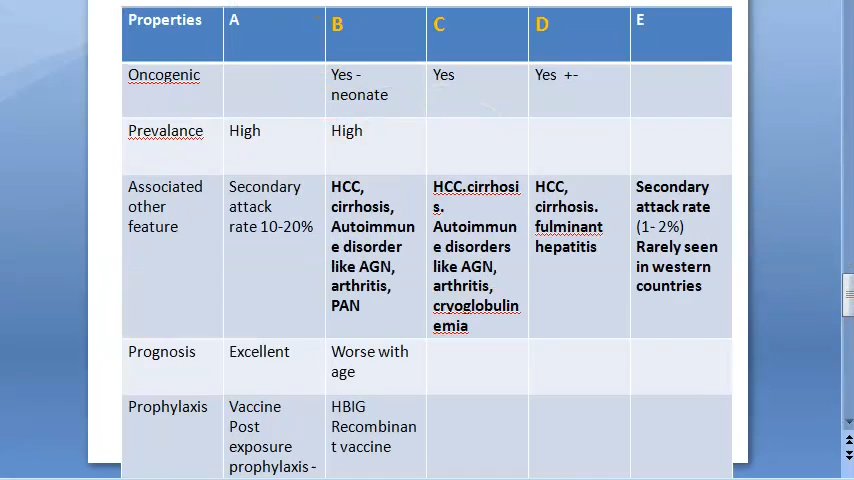 Properties A B C D E
Oncogenic Yes - Yes Yes +-
neonate
Prevalance High High
Associated Secondary HCC, HCC.cirrhosi HCC, Secondary
other attack cirrhosis, s. cirrhosis. attack rate
feature rate 10-20% Autoimmun Autoimmun fulminant (1- 2%)
e disorder e disorders hepatitis Rarely seen
like AGN, like AGN, in western
arthritis, arthritis, countries
PAN cryoglobulin
emia
Prognosis Excellent Worse with
age
Prophylaxis Vaccine HBIG
Post Recombinan
exposure t vaccine
prophylaxis -